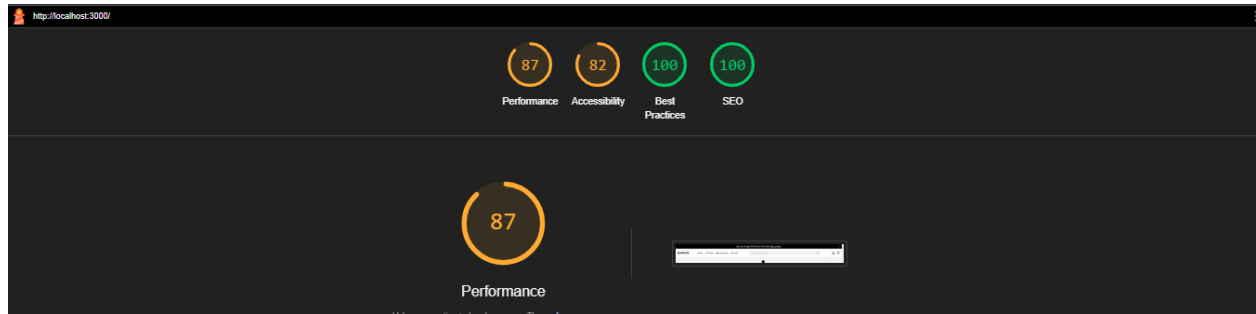 http://localhost:3000/
87
82
100
100
Performance
Accessibility
Best
Practices
SEO
87
Performance